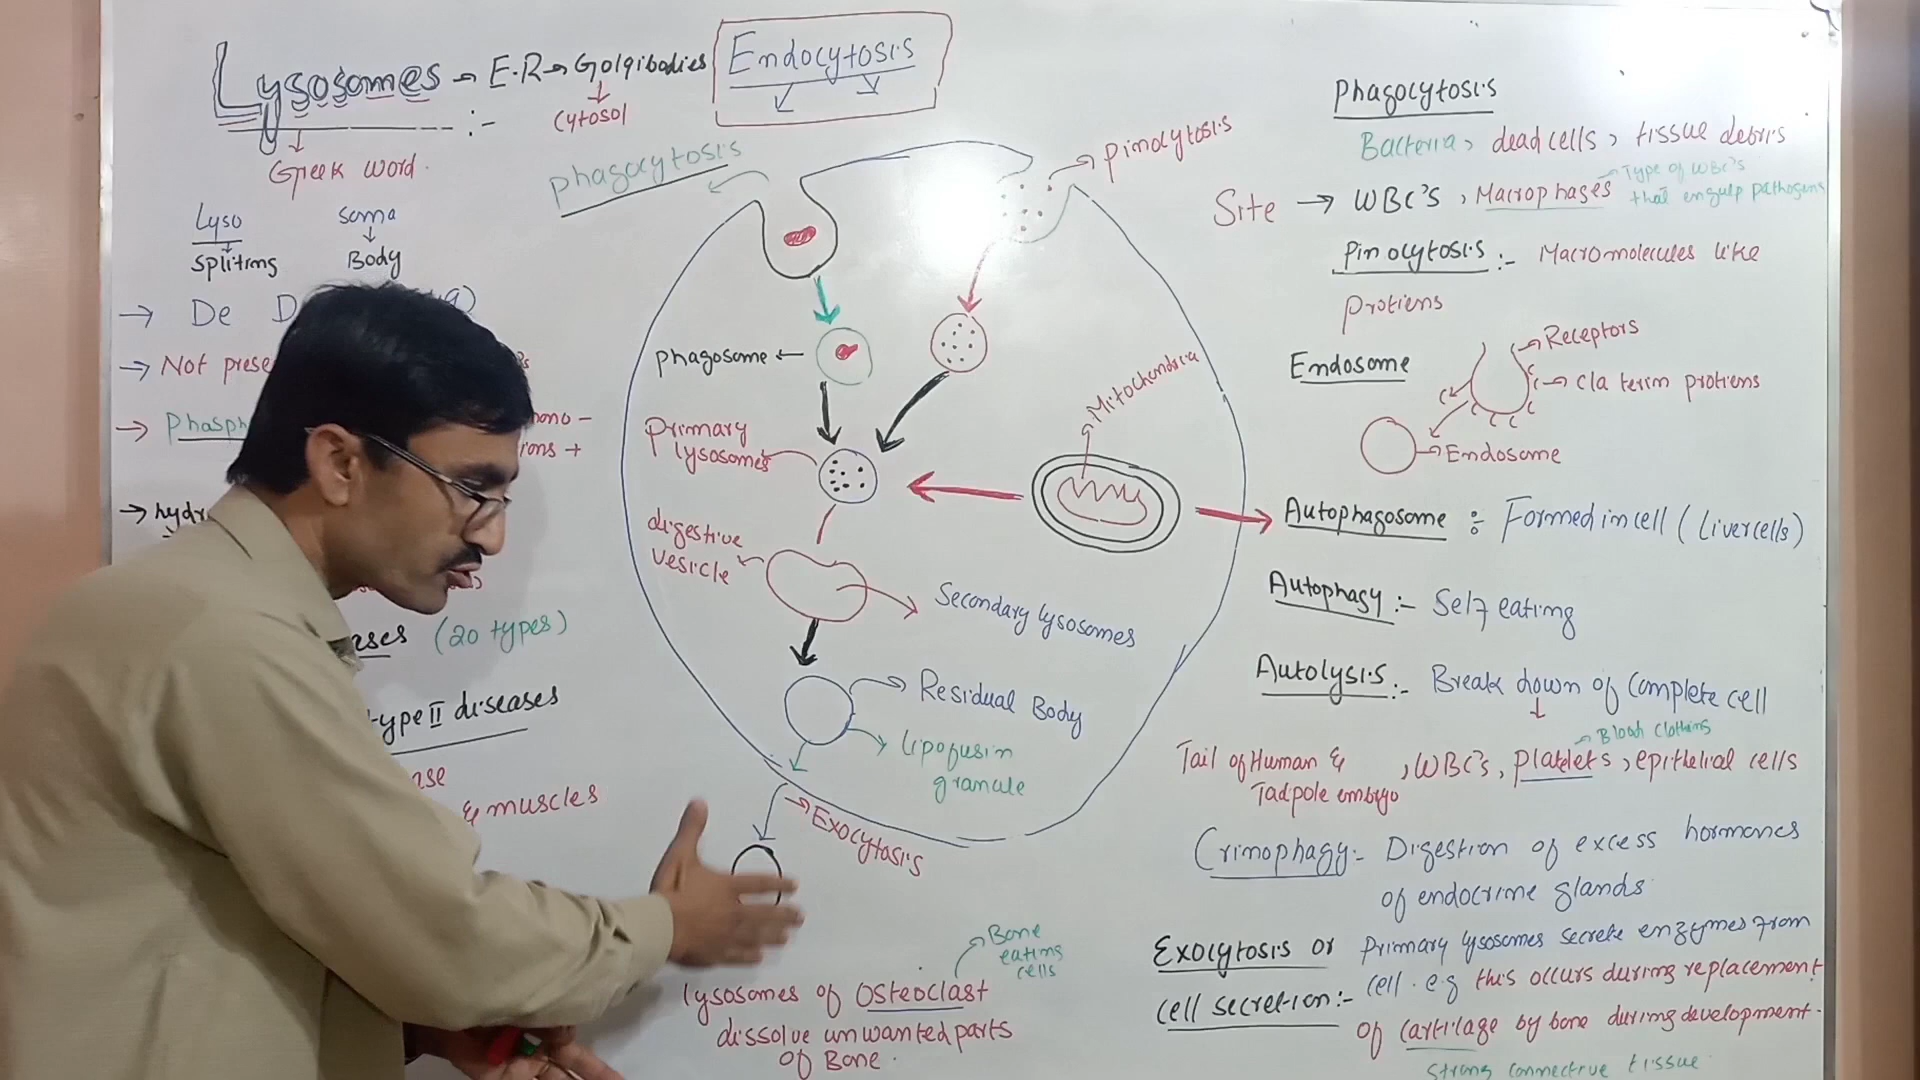 Lysosomes → E.R → Golgibodies
Cytosol
:-
Greek word.
Lyso
Soma
Spliting
Body
→ De D
→ Not prese
→ Phasph
mono -
ions +
→ hydr
ases (20 types)
type II diseases
ase
& muscles
Endocytosis
phagocytosis
Pinocytosis
phagosome
Primary
lysosomes
Mitochondria
digestive
vesicle
Secondary lysosomes
Residual Body
lipofusin
granule
Exocytosis
Bone
eating
cells
lysosomes of Osteoclast
dissolve unwanted parts
of Bone.
Phagocytosis
Bacteria, dead cells, tissue debris
Site → WBC's, Macrophages
Type of WBC's
that engulp pathogens
Pinocytosis :- Macromolecules like
Protiens
Endosome
Receptors
cla terin protiens
Endosome
Autophagosome : Formed in cell (Liver cells)
Autophagy :- Self eating
Autolysis :- Break down of complete cell
Blood clotting
Tail of Human &
Tadpole embryo
, WBC's, Platelets, epithelial cells
Crinophagy- Digestion of excess hormones
of endocrine glands
Exocytosis or
cell secretion :-
Primary lysosomes secrete enzymes from
cell. e.g this occurs during replacement
of cartilage by bone during development.
Strong connective tissue